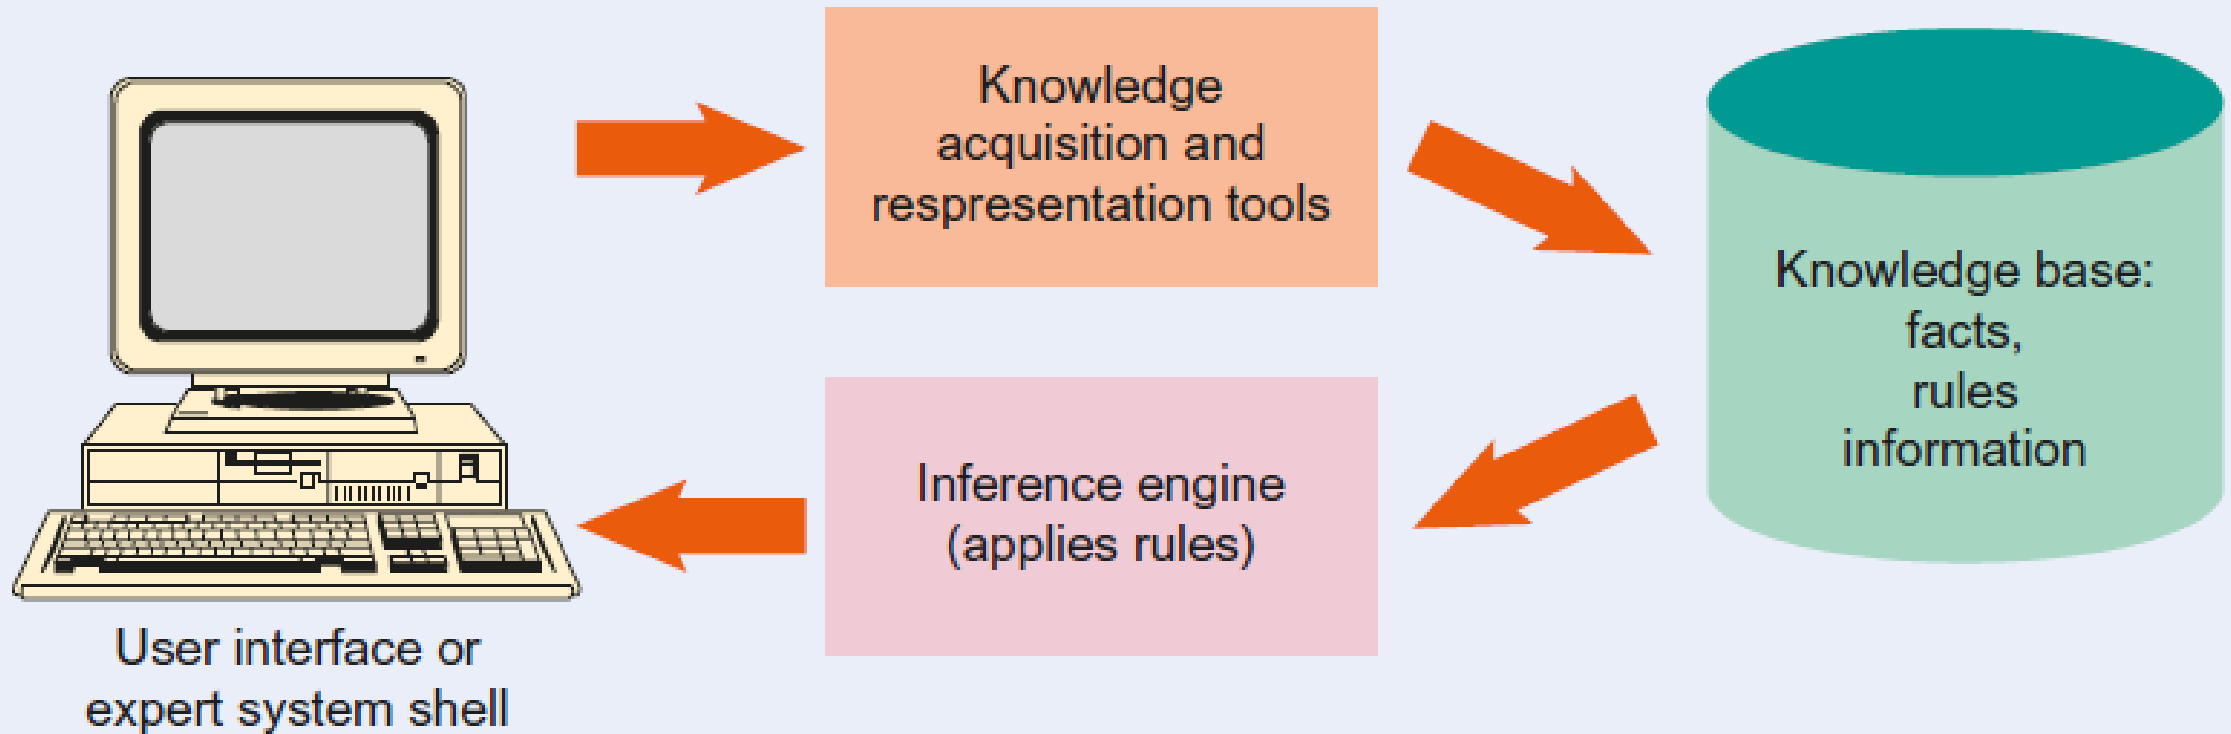 Knowledge
acquisition and
respresentation tools
Knowledge base:
facts,
rules
information
Inference engine
(applies rules)
User interface or
expert system shell